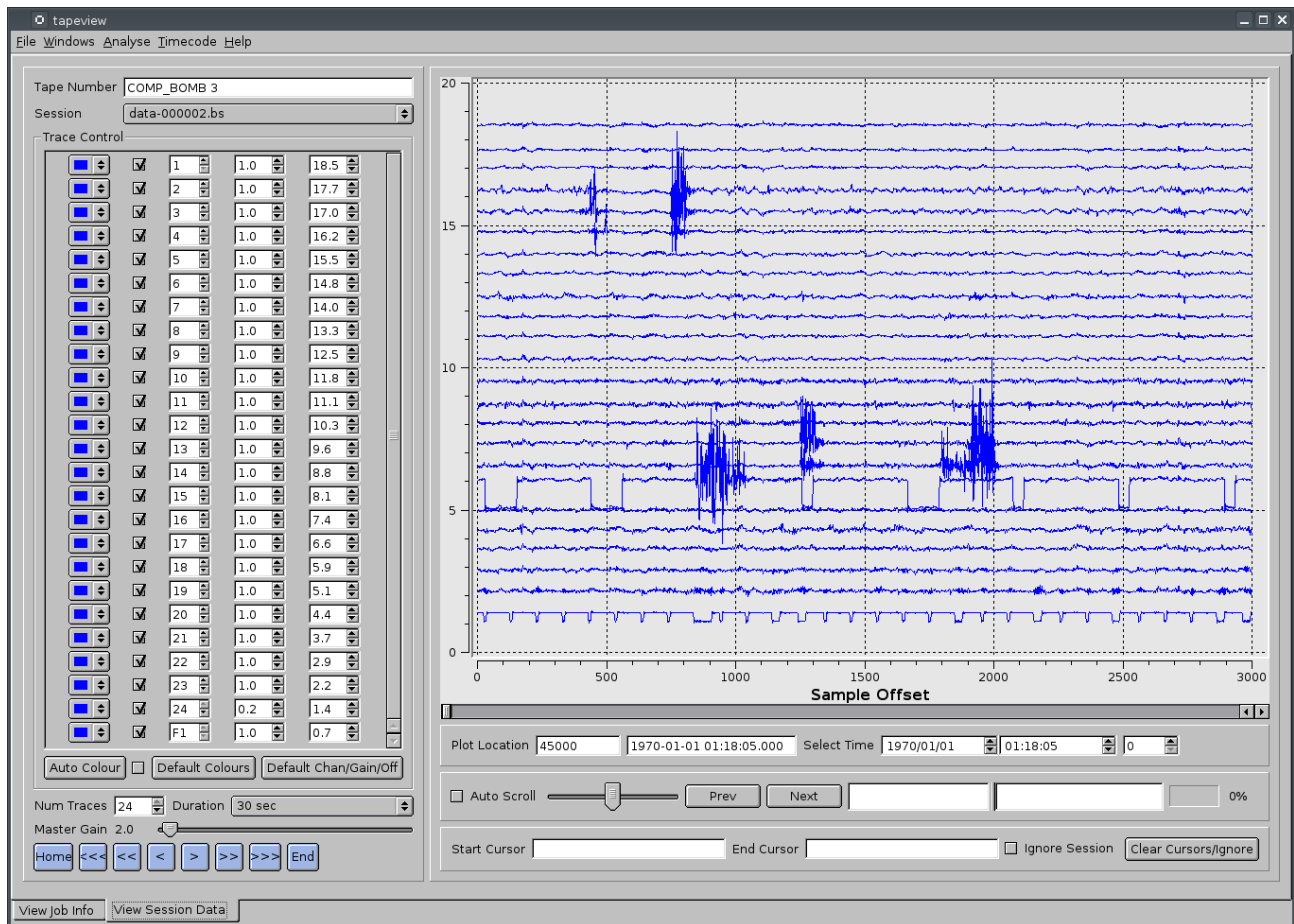 tapeview
File Windows Analyse Timecode Help
Tape Number COMP_BOMB 3
Session data-000002.bs
Trace Control
1 1.0 18.5
2 1.0 17.7
3 1.0 17.0
4 1.0 16.2
5 1.0 15.5
6 1.0 14.8
7 1.0 14.0
8 1.0 13.3
9 1.0 12.5
10 1.0 11.8
11 1.0 11.1
12 1.0 10.3
13 1.0 9.6
14 1.0 8.8
15 1.0 8.1
16 1.0 7.4
17 1.0 6.6
18 1.0 5.9
19 1.0 5.1
20 1.0 4.4
21 1.0 3.7
22 1.0 2.9
23 1.0 2.2
24 0.2 1.4
F1 1.0 0.7
Auto Colour Default Colours Default Chan/Gain/Off
Num Traces 24 Duration 30 sec
Master Gain 2.0
Home <<< << < > >> >>> End
20
15
10
5
0
0 500 1000 1500 2000 2500 3000
Sample Offset
Plot Location 45000 1970-01-01 01:18:05.000 Select Time 1970/01/01 01:18:05 0
Auto Scroll Prev Next 0%
Start Cursor End Cursor Ignore Session Clear Cursors/Ignore
View Job Info View Session Data